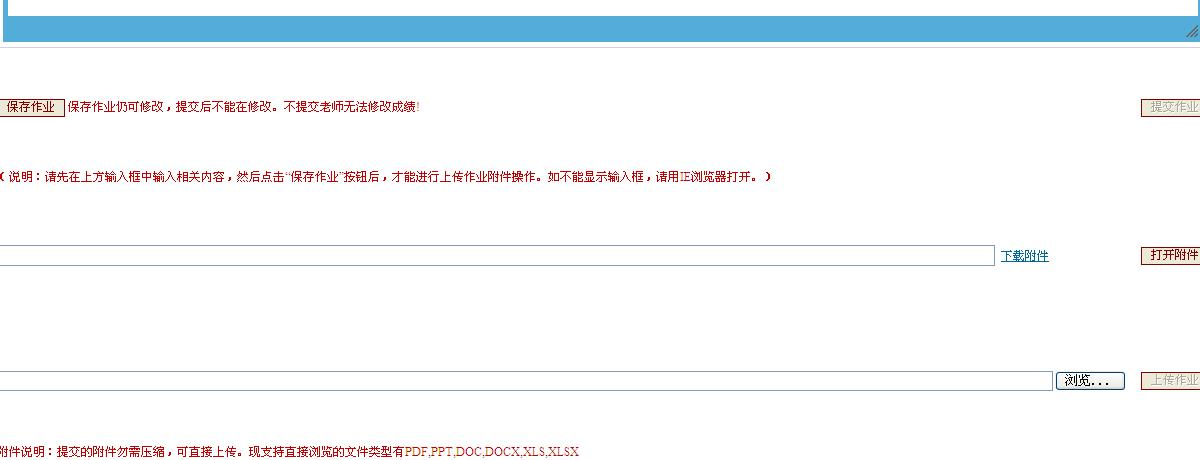 保存作业 保存作业仍可修改，提交后不能在修改。不提交老师无法修改成绩! 提交作业
（说明：请先在上方输入框中输入相关内容，然后点击“保存作业”按钮后，才能进行上传作业附件操作。如不能显示输入框，请用IE浏览器打开。）
下载附件 打开附件
浏览... 上传作业
附件说明：提交的附件勿需压缩，可直接上传。现支持直接浏览的文件类型有PDF,PPT,DOC,DOCX,XLS,XLSX